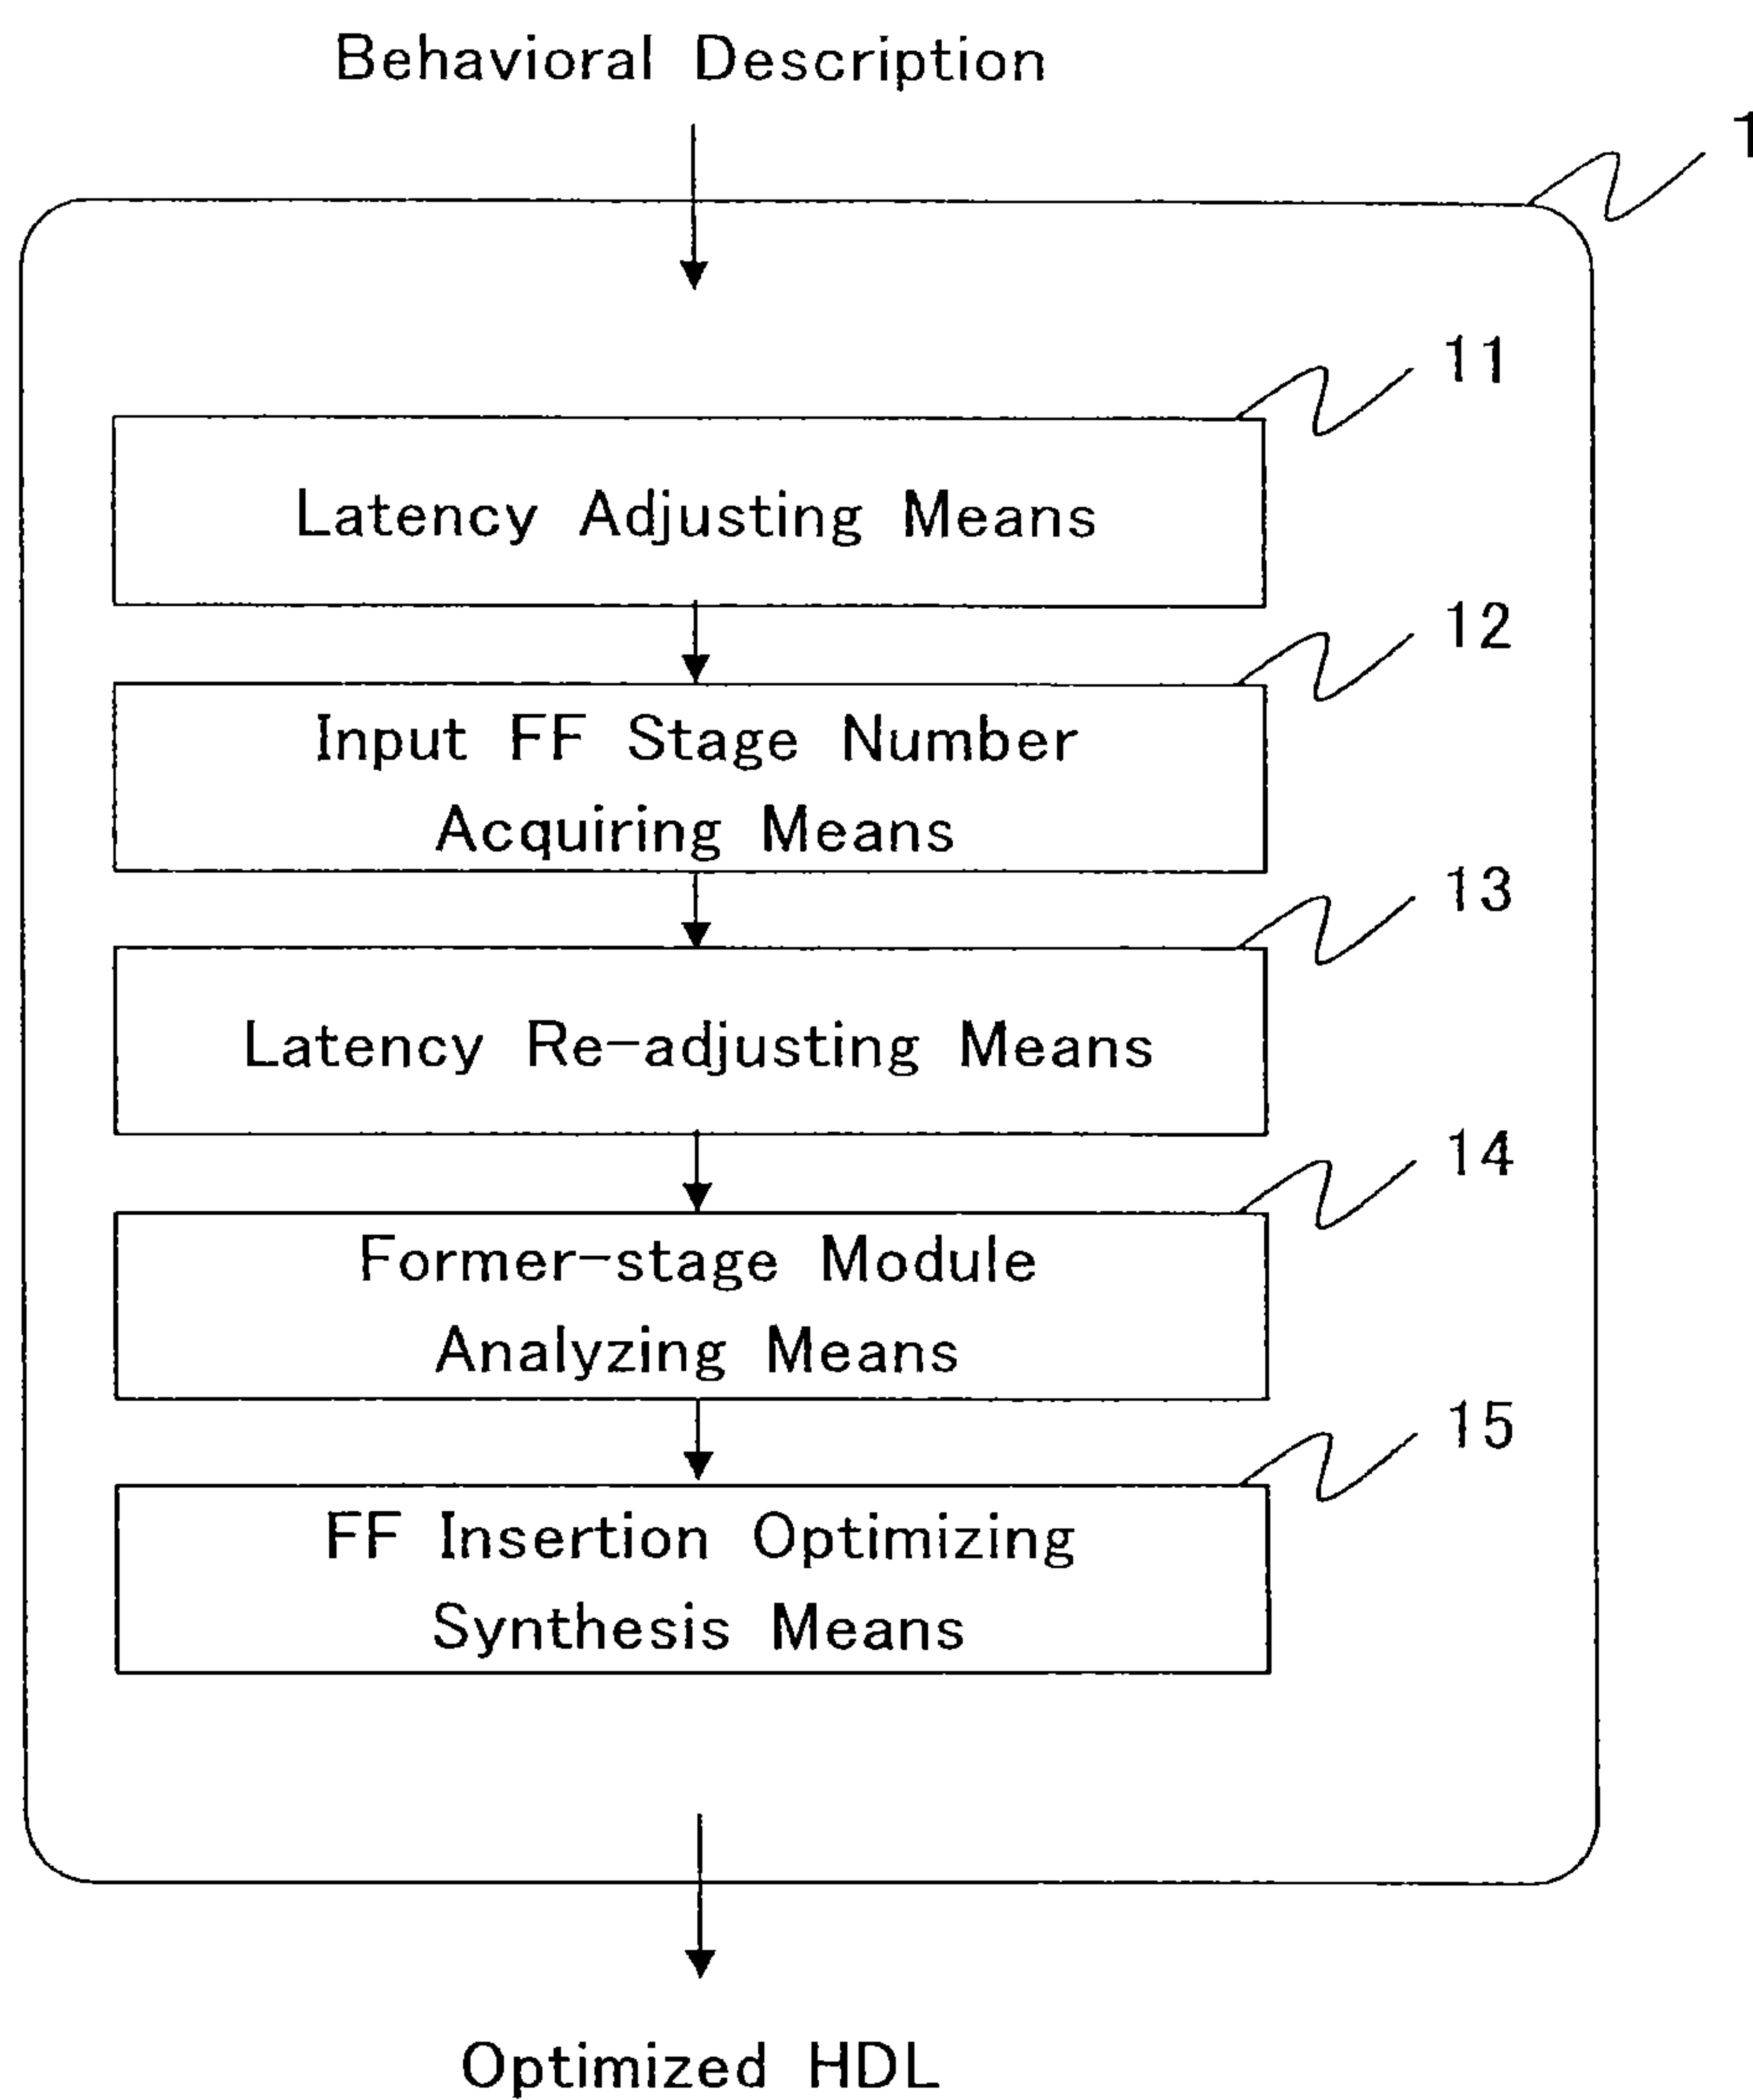 Behavioral Description
1
11
Latency Adjusting Means
12
Input FF Stage Number
Acquiring Means
13
Latency Re-adjusting Means
14
Former-stage Module
Analyzing Means
15
FF Insertion Optimizing
Synthesis Means
Optimized HDL